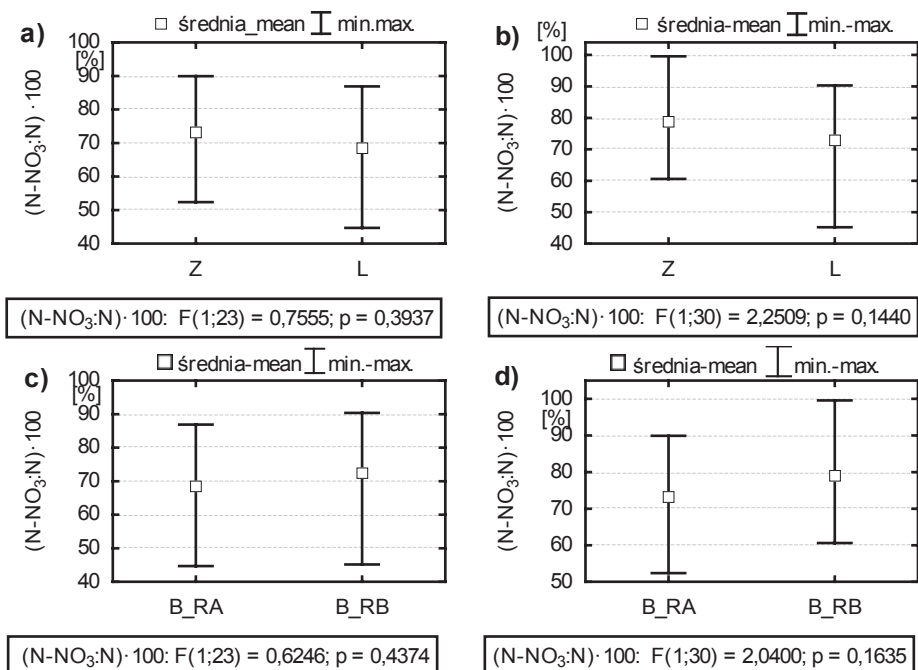 a)
średnia_mean min.max.
[%]
(N-NO₃:N)·100
100
90
80
70
60
50
40
Z L
(N-NO₃:N)·100: F(1;23) = 0,7555; p = 0,3937
b)
średnia-mean min.-max.
[%]
(N-NO₃:N)·100
100
90
80
70
60
50
40
Z L
(N-NO₃:N)·100: F(1;30) = 2,2509; p = 0,1440
c)
średnia-mean min.-max.
[%]
(N-NO₃:N)·100
100
90
80
70
60
50
40
B_RA B_RB
(N-NO₃:N)·100: F(1;23) = 0,6246; p = 0,4374
d)
średnia-mean min.-max.
[%]
(N-NO₃:N)·100
100
90
80
70
60
50
B_RA B_RB
(N-NO₃:N)·100: F(1;30) = 2,0400; p = 0,1635